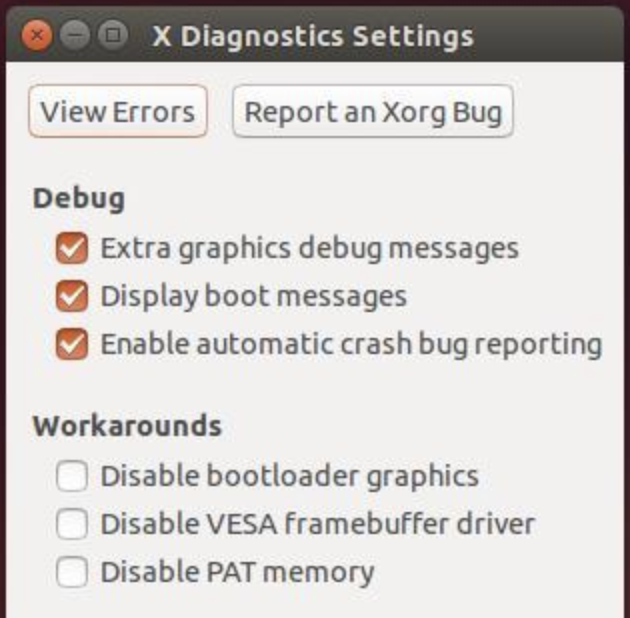 X Diagnostics Settings
View Errors
Report an Xorg Bug
Debug
Extra graphics debug messages
Display boot messages
Enable automatic crash bug reporting
Workarounds
Disable bootloader graphics
Disable VESA framebuffer driver
Disable PAT memory